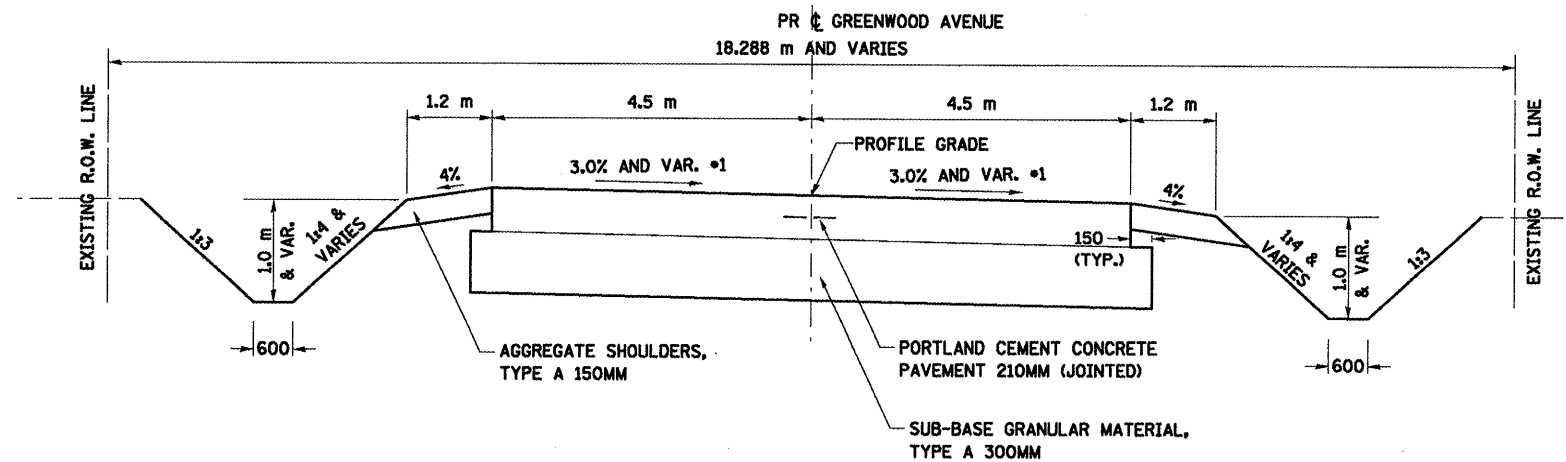 PR ℄ GREENWOOD AVENUE
18.288 m AND VARIES
EXISTING R.O.W. LINE
1.2 m
4.5 m
4.5 m
1.2 m
EXISTING R.O.W. LINE
PROFILE GRADE
4%
3.0% AND VAR. *1
3.0% AND VAR. *1
4%
1:3
1.0 m
& VAR.
1:4 &
VARIES
150
(TYP.)
1:4 &
VARIES
1.0 m
& VAR.
1:3
600
AGGREGATE SHOULDERS,
TYPE A 150MM
PORTLAND CEMENT CONCRETE
PAVEMENT 210MM (JOINTED)
600
SUB-BASE GRANULAR MATERIAL,
TYPE A 300MM